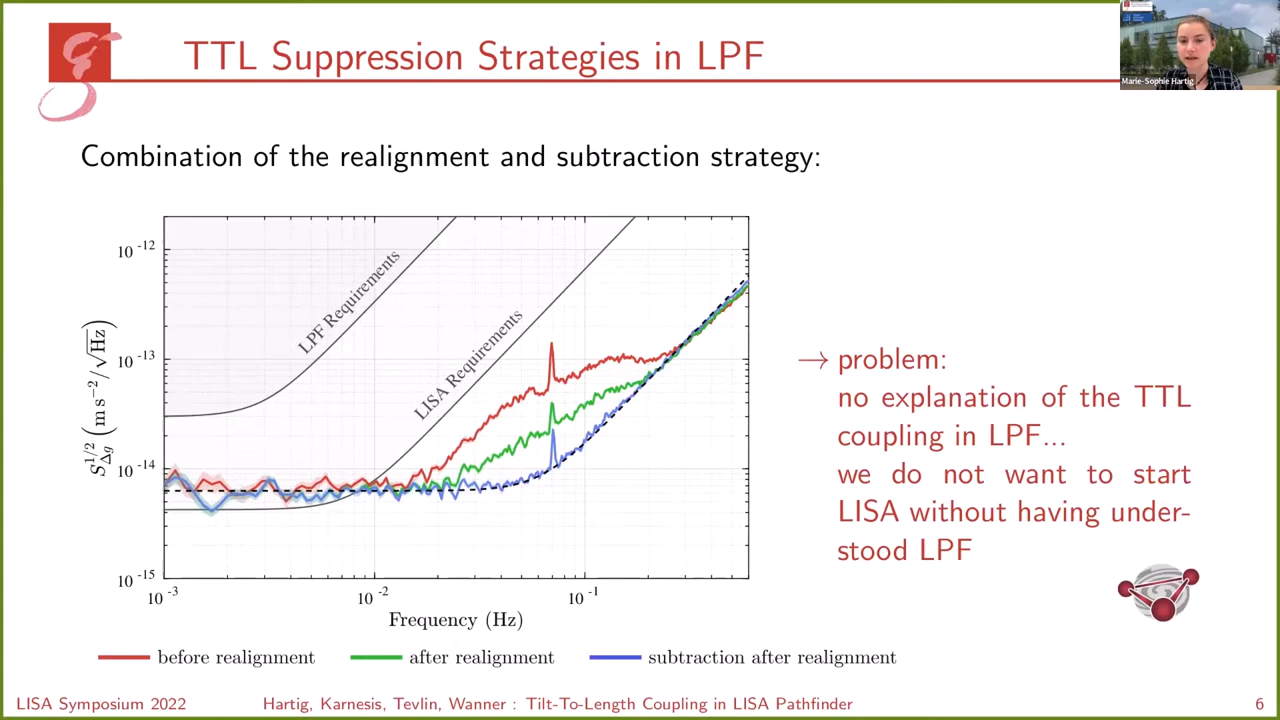 TTL Suppression Strategies in LPF
Marie-Sophie Hartig
Combination of the realignment and subtraction strategy:
10 -12
10 -13
10 -14
10 -15
S 1/2 Δg (m s−2/√Hz)
LPF Requirements
LISA Requirements
10 -3
10 -2
10 -1
Frequency (Hz)
before realignment
after realignment
subtraction after realignment
→ problem:
no explanation of the TTL
coupling in LPF...
we do not want to start
LISA without having under-
stood LPF
LISA Symposium 2022
Hartig, Karnesis, Tevlin, Wanner : Tilt-To-Length Coupling in LISA Pathfinder
6